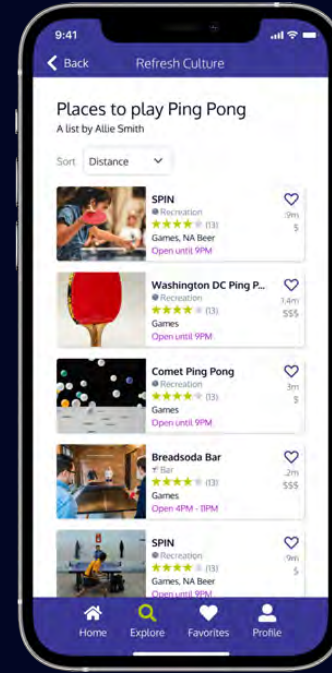 9:41
Back
Refresh Culture
Places to play Ping Pong
A list by Allie Smith
Sort Distance
SPIN
Recreation
.9m
(13)
$
Games, NA Beer
Open until 9PM
Washington DC Ping P...
Recreation
1.4m
(13)
$$$
Games
Open until 9PM
Comet Ping Pong
Recreation
3m
(13)
$
Games
Open until 9PM
Breadsoda Bar
Bar
.2m
(13)
$$$
Games
Open 4PM - 11PM
SPIN
Recreation
.9m
(13)
$
Games, NA Beer
Open until 9PM
Home Explore Favorites Profile